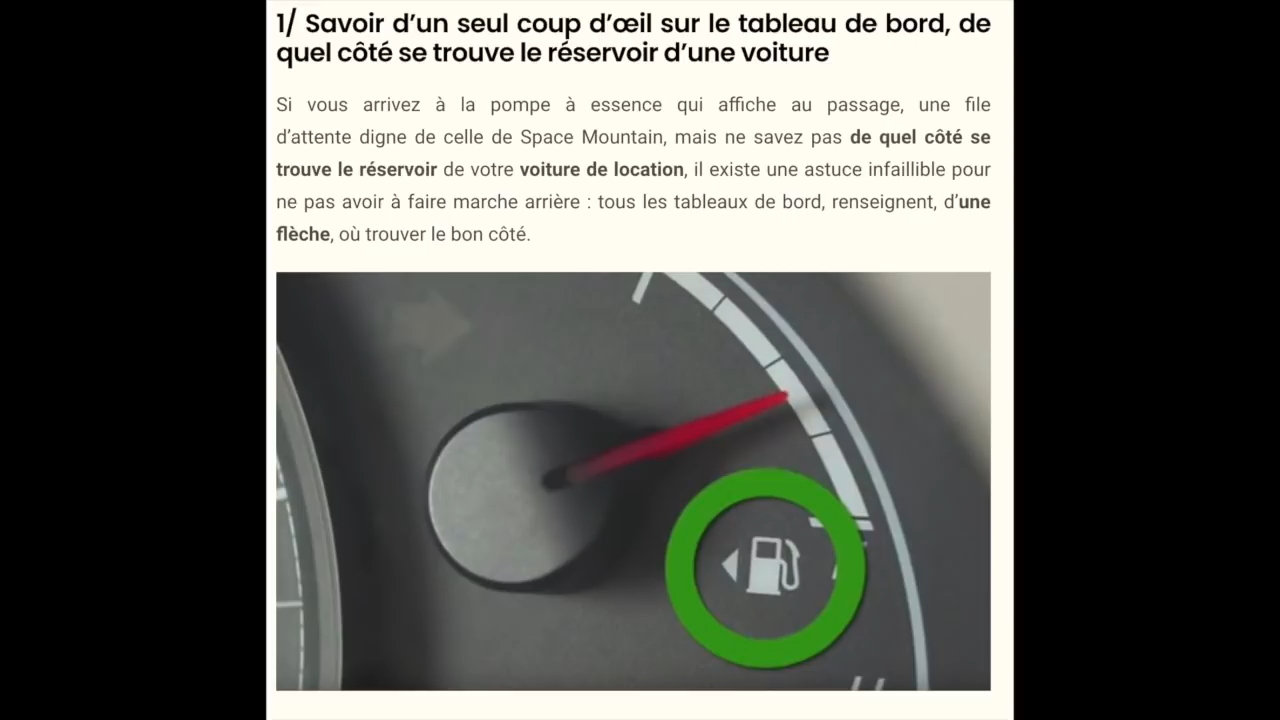 1/ Savoir d’un seul coup d’œil sur le tableau de bord, de
quel côté se trouve le réservoir d’une voiture
Si vous arrivez à la pompe à essence qui affiche au passage, une file
d’attente digne de celle de Space Mountain, mais ne savez pas de quel côté se
trouve le réservoir de votre voiture de location, il existe une astuce infaillible pour
ne pas avoir à faire marche arrière : tous les tableaux de bord, renseignent, d’une
flèche, où trouver le bon côté.